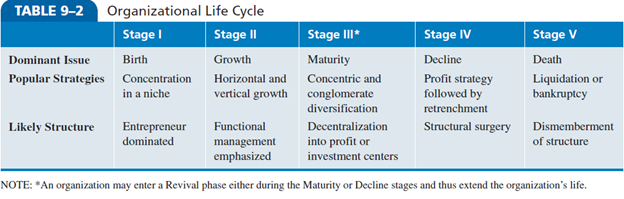 TABLE 9–2 Organizational Life Cycle
Stage I Stage II Stage III* Stage IV Stage V
Dominant Issue Birth Growth Maturity Decline Death
Popular Strategies Concentration Horizontal and Concentric and Profit strategy Liquidation or
in a niche vertical growth conglomerate followed by bankruptcy
diversification retrenchment
Likely Structure Entrepreneur Functional Decentralization Structural surgery Dismemberment
dominated management into profit or of structure
emphasized investment centers
NOTE: *An organization may enter a Revival phase either during the Maturity or Decline stages and thus extend the organization's life.